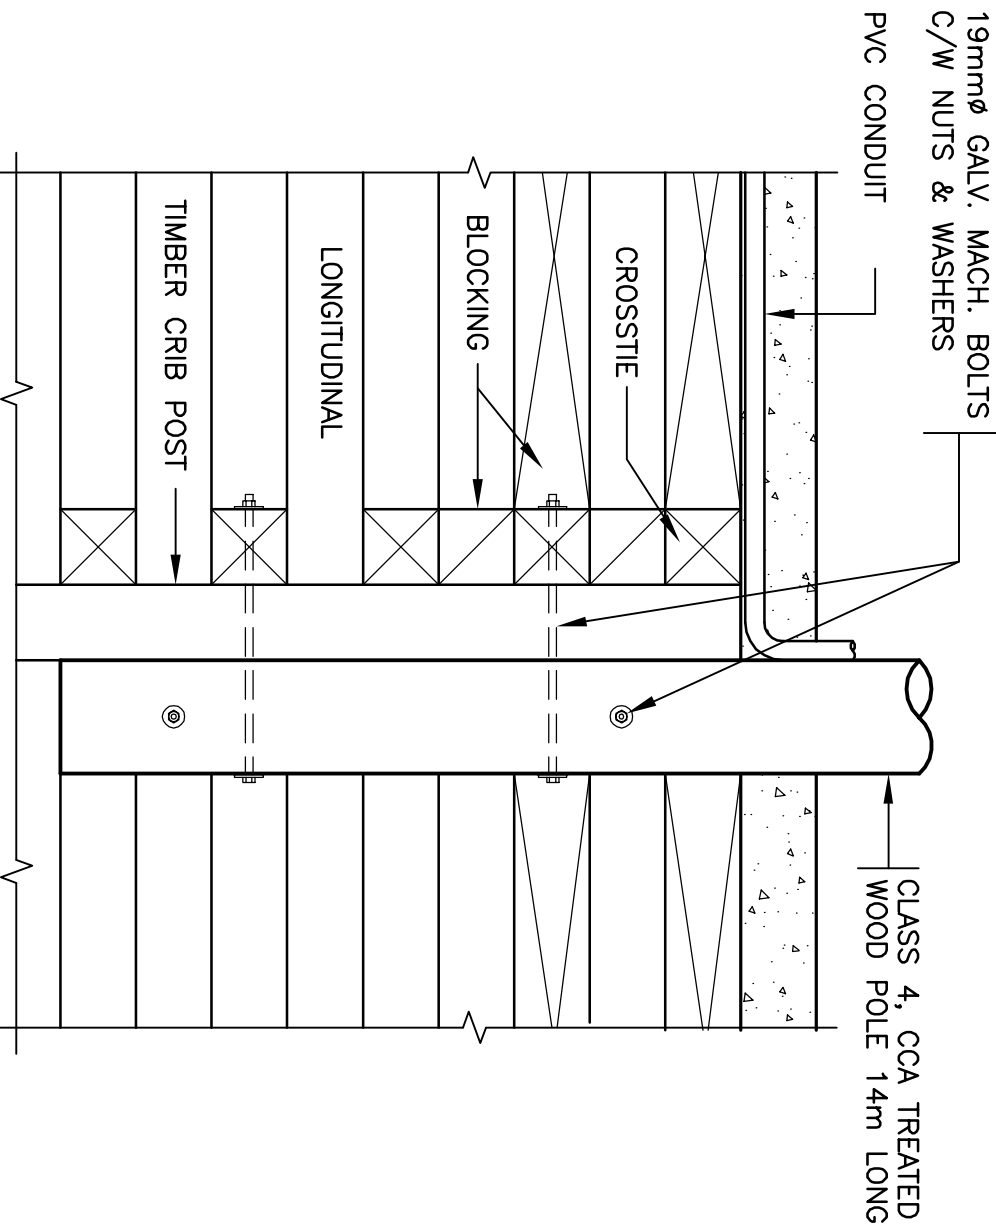 19mmø GALV. MACH. BOLTS
C/W NUTS & WASHERS
PVC CONDUIT
CLASS 4, CCA TREATED
WOOD POLE 14m LONG
CROSSTIE
BLOCKING
LONGITUDINAL
TIMBER CRIB POST